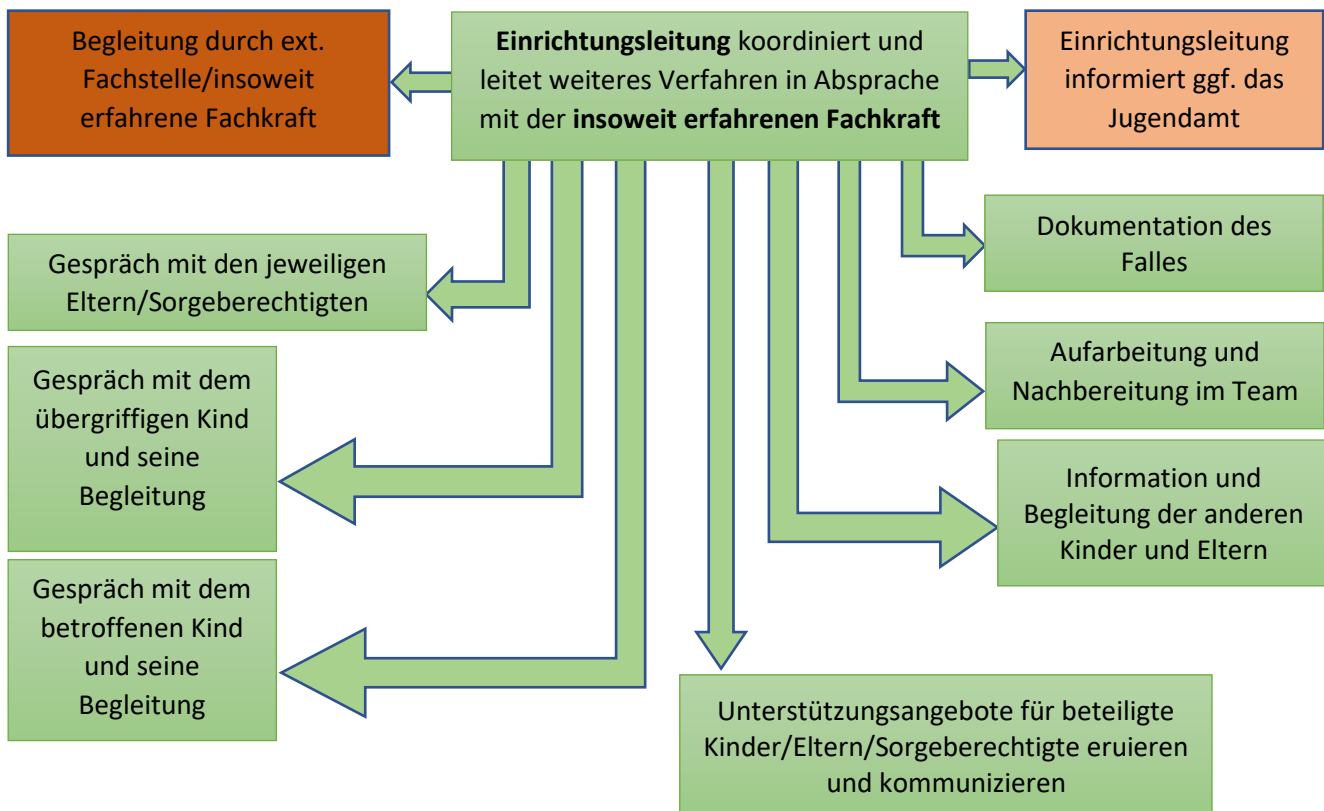 Begleitung durch ext.
Fachstelle/insoweit
erfahrene Fachkraft
Einrichtungsleitung koordiniert und
leitet weiteres Verfahren in Absprache
mit der insoweit erfahrenen Fachkraft
Einrichtungsleitung
informiert ggf. das
Jugendamt
Gespräch mit den jeweiligen
Eltern/Sorgeberechtigten
Dokumentation des
Falles
Gespräch mit dem
übergriffigen Kind
und seine
Begleitung
Aufarbeitung und
Nachbereitung im Team
Information und
Begleitung der anderen
Kinder und Eltern
Gespräch mit dem
betroffenen Kind
und seine
Begleitung
Unterstützungsangebote für beteiligte
Kinder/Eltern/Sorgeberechtigte eruieren
und kommunizieren